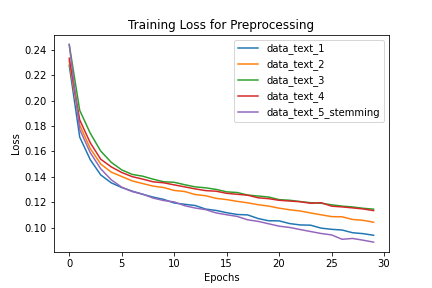 Training Loss for Preprocessing
data_text_1
data_text_2
data_text_3
data_text_4
data_text_5_stemming
Loss
0.24
0.22
0.20
0.18
0.16
0.14
0.12
0.10
0 5 10 15 20 25 30
Epochs